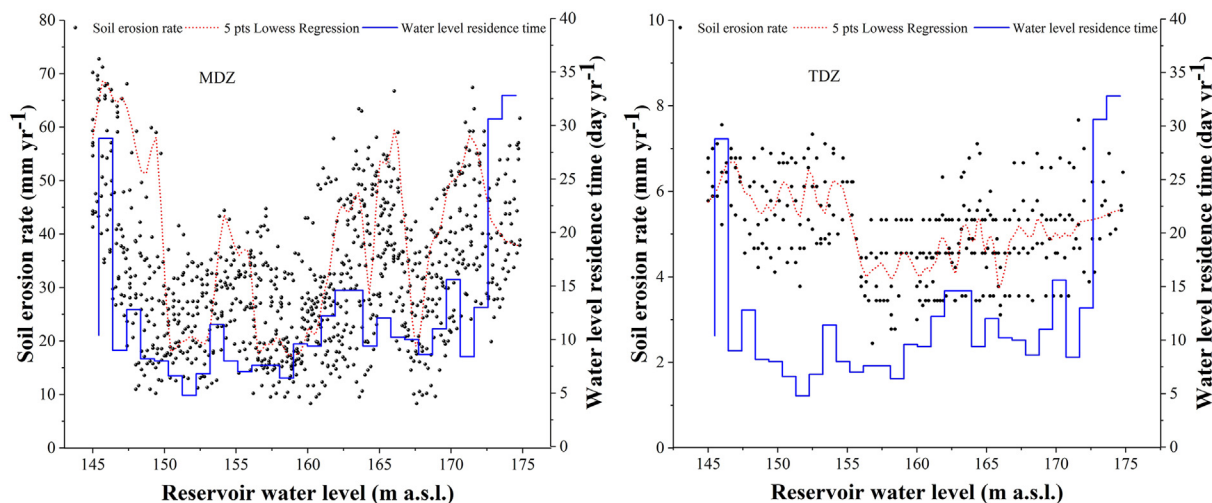 Soil erosion rate 5 pts Lowess Regression Water level residence time
MDZ
Soil erosion rate (mm yr-1)
80
70
60
50
40
30
20
10
0
40
35
30
25
20
15
10
5
0
Water level residence time (day yr-1)
145 150 155 160 165 170 175
Reservoir water level (m a.s.l.)
Soil erosion rate 5 pts Lowess Regression Water level residence time
TDZ
Soil erosion rate (mm yr-1)
10
8
6
4
2
0
40
35
30
25
20
15
10
5
0
Water level residence time (day yr-1)
145 150 155 160 165 170 175
Reservoir water level (m a.s.l.)